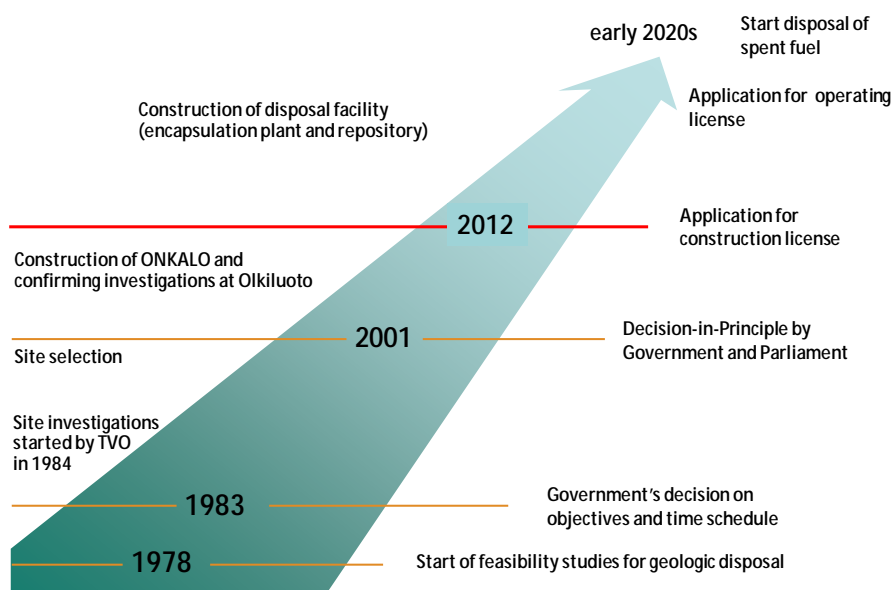 early 2020s
Start disposal of
spent fuel
Application for operating
license
Construction of disposal facility
(encapsulation plant and repository)
2012
Application for
construction license
Construction of ONKALO and
confirming investigations at Olkiluoto
2001
Decision-in-Principle by
Government and Parliament
Site selection
Site investigations
started by TVO
in 1984
1983
Government's decision on
objectives and time schedule
1978
Start of feasibility studies for geologic disposal